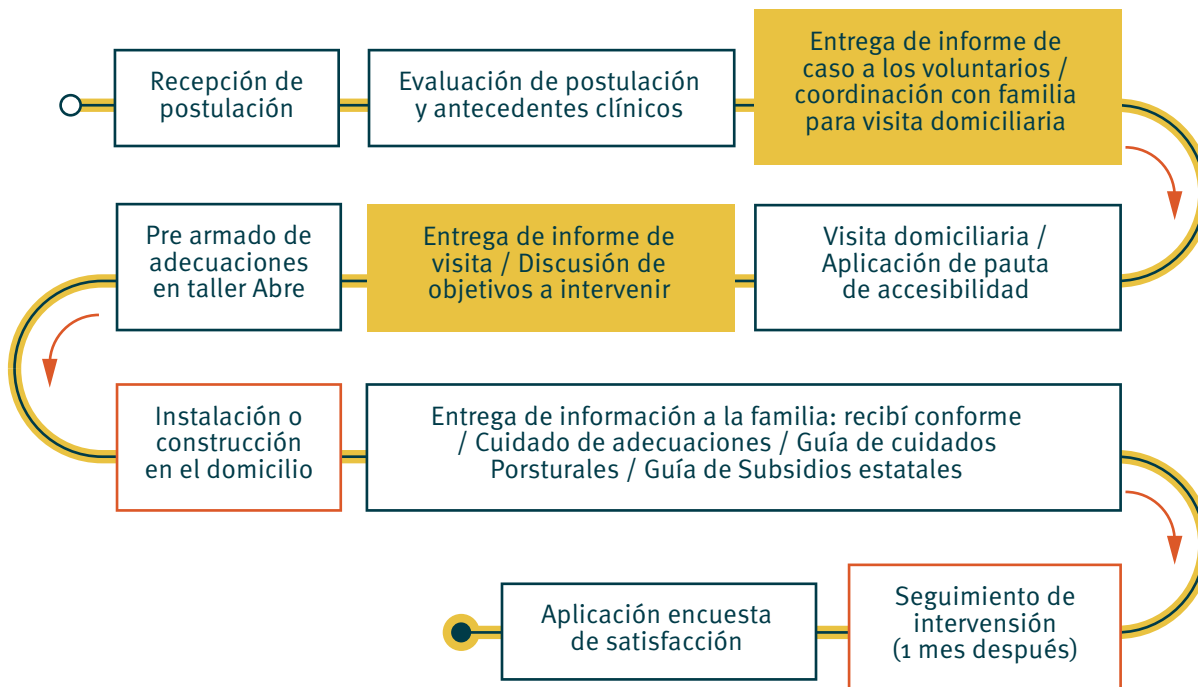 Recepción de
postulación
Evaluación de postulación
y antecedentes clínicos
Entrega de informe de
caso a los voluntarios /
coordinación con familia
para visita domiciliaria
Visita domiciliaria /
Aplicación de pauta
de accesibilidad
Entrega de informe de
visita / Discusión de
objetivos a intervenir
Pre armado de
adecuaciones
en taller Abre
Instalación o
construcción
en el domicilio
Entrega de información a la familia: recibí conforme
/ Cuidado de adecuaciones / Guía de cuidados
Porsturales / Guía de Subsidios estatales
Seguimiento de
intervensión
(1 mes después)
Aplicación encuesta
de satisfacción